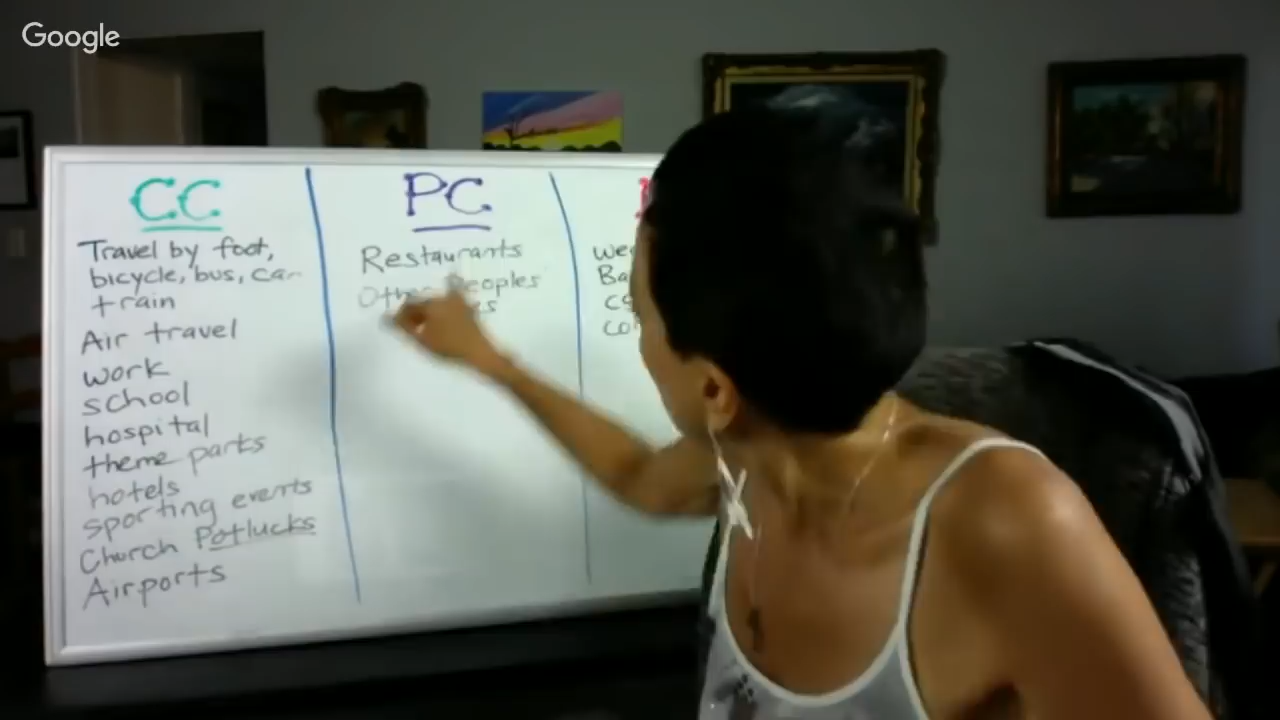 Google
CC
Travel by foot,
bicycle, bus, car
train
Air travel
work
school
hospital
theme parks
hotels
sporting events
Church Potlucks
Airports
PC
Restaurants
Other Peoples